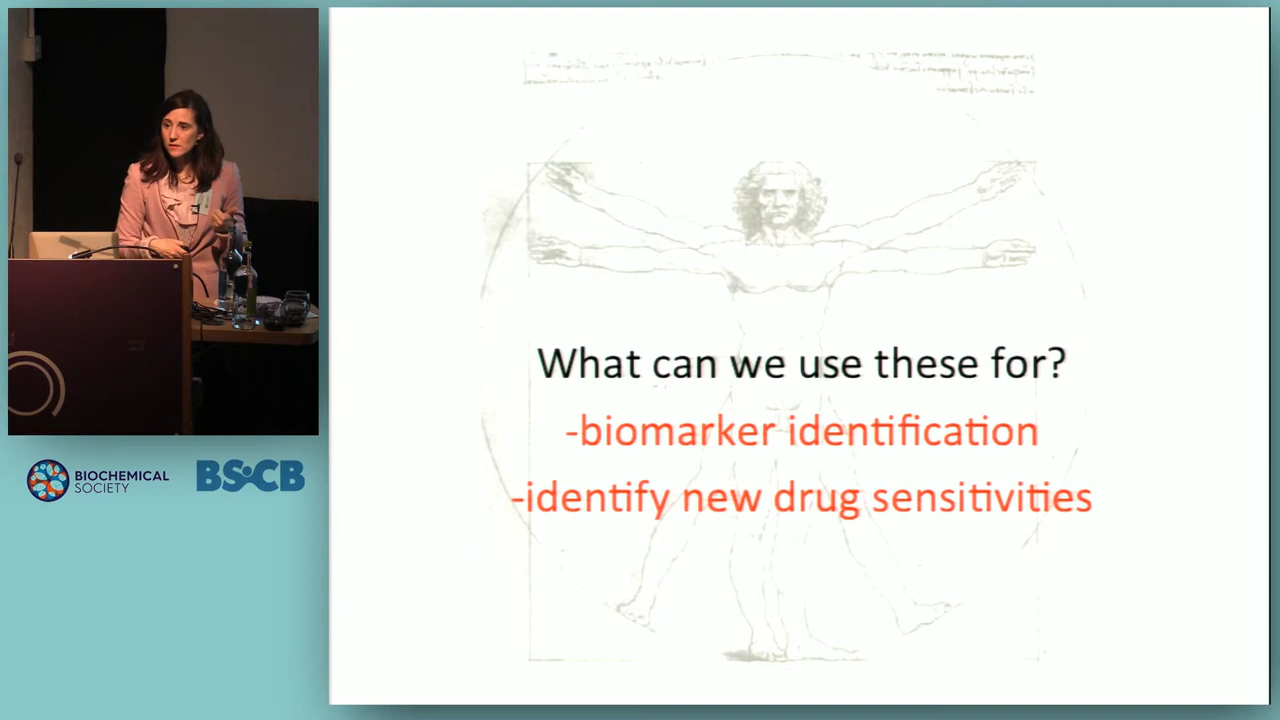 What can we use these for?
-biomarker identification
-identify new drug sensitivities
BIOCHEMICAL
SOCIETY
BSCB